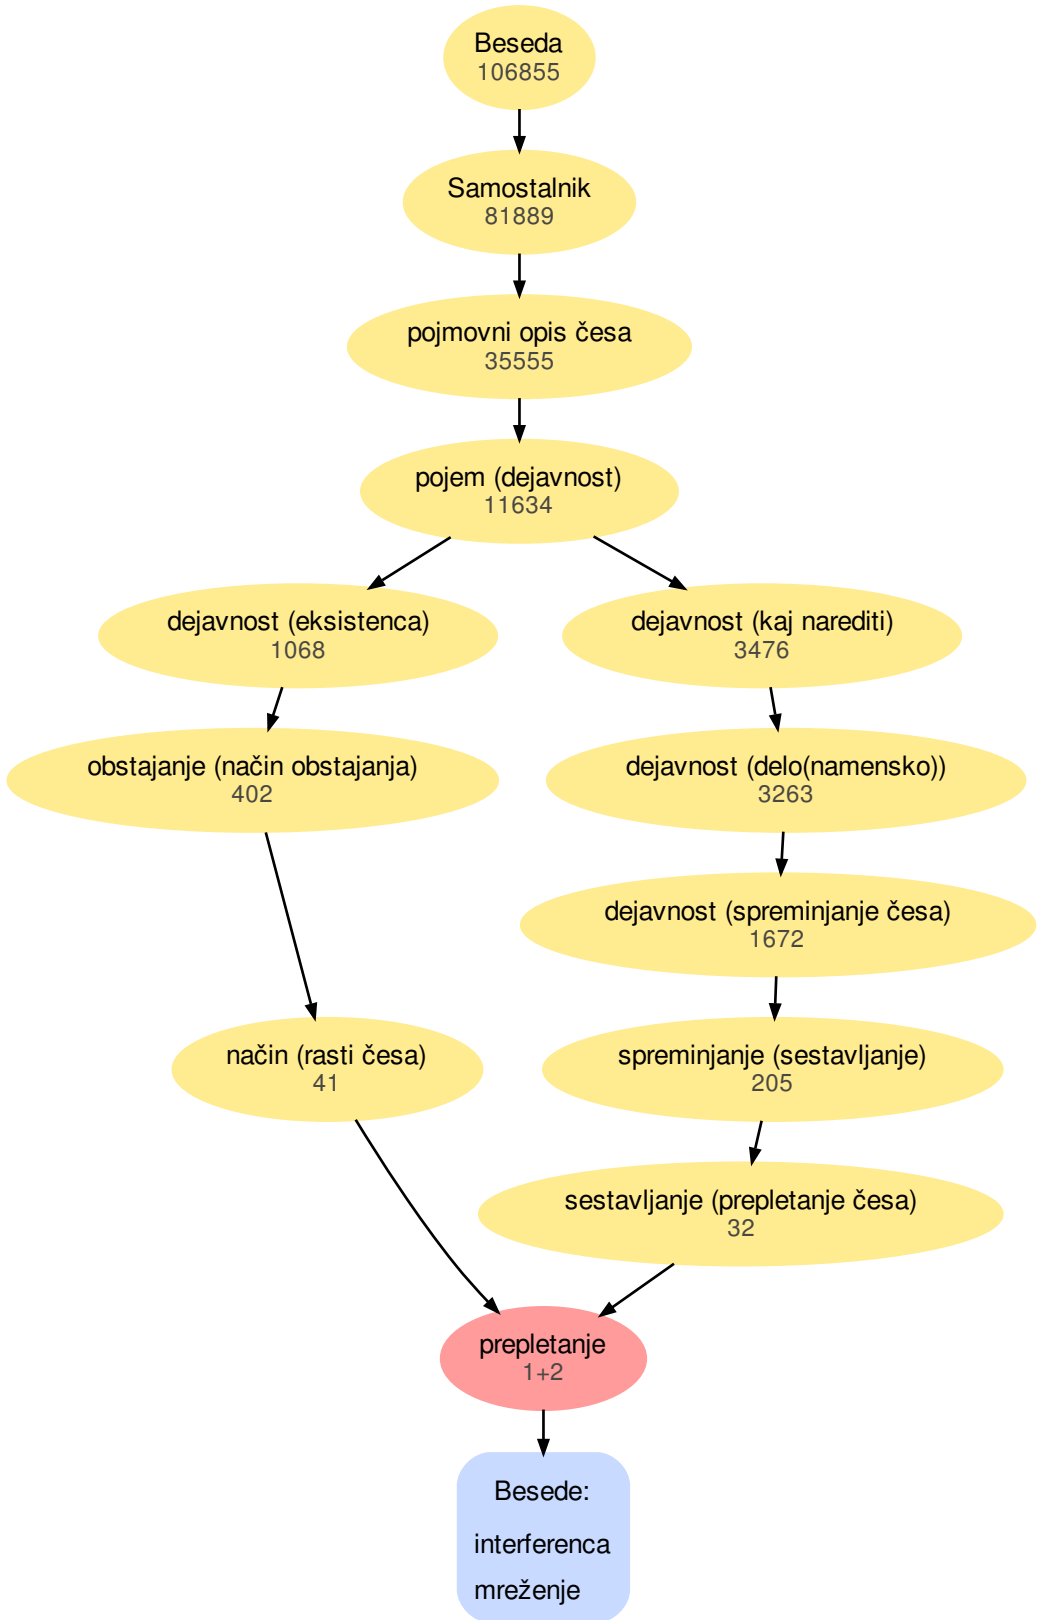 Beseda
106855
Samostalnik
81889
pojmovni opis česa
35555
pojem (dejavnost)
11634
dejavnost (eksistenca)
1068
dejavnost (kaj narediti)
3476
obstajanje (način obstajanja)
402
dejavnost (delo(namensko))
3263
dejavnost (spreminjanje česa)
1672
način (rasti česa)
41
spreminjanje (sestavljanje)
205
sestavljanje (prepletanje česa)
32
prepletanje
1+2
Besede:
interferenca
mreženje